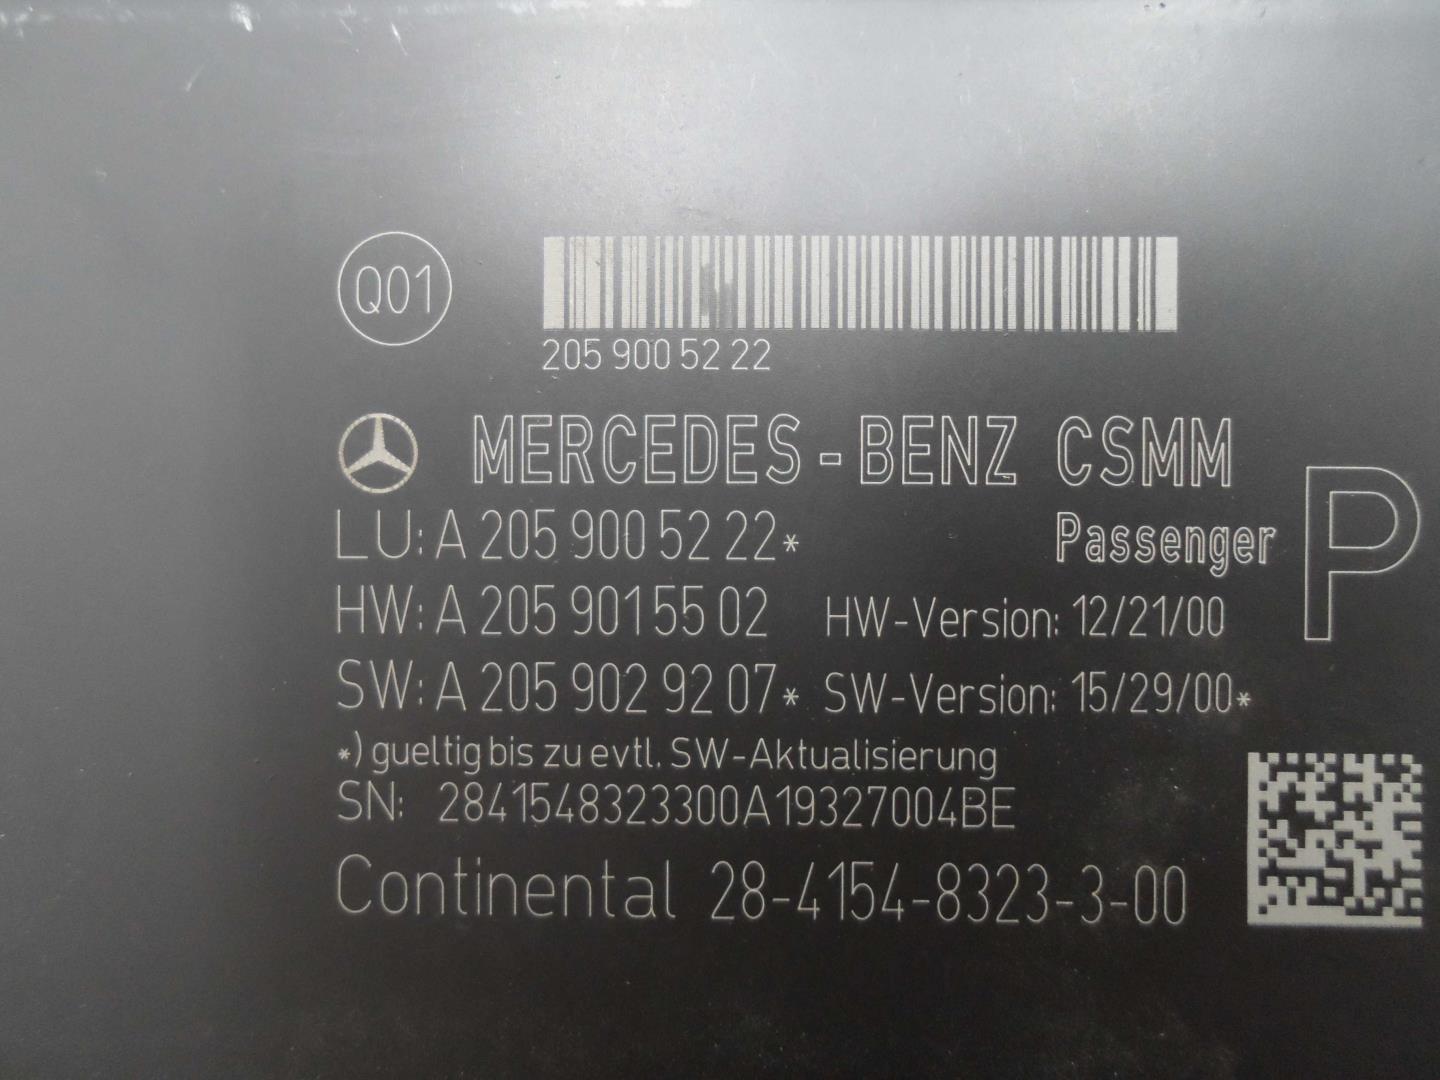 Q01
205 900 52 22
MERCEDES-BENZ CSMM
LU: A 205 900 52 22*
Passenger
P
HW: A 205 901 55 02 HW-Version: 12/21/00
SW: A 205 902 92 07* SW-Version: 15/29/00*
*) gueltig bis zu evtl. SW-Aktualisierung
SN: 2841548323300A19327004BE
Continental 28-4154-8323-3-00